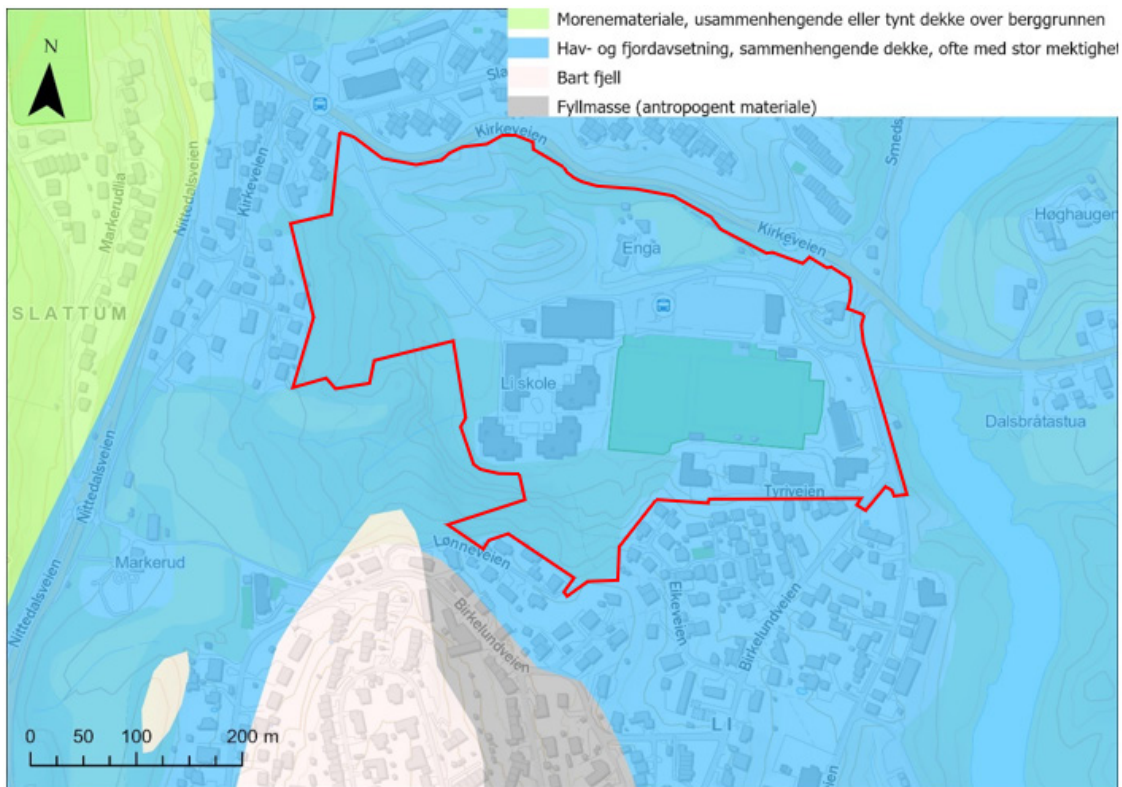 Morenemateriale, usammenhengende eller tynt dekke over berggrunnen
Hav- og fjordavsetning, sammenhengende dekke, ofte med stor mektighet
Bart fjell
Fyllmasse (antropogent materiale)
N
Kirkeveien
Nittedalsveien
Kirkeveien
Markerudlia
Enga
Kirkeveien
Høghaugen
SLATTUM
Li skole
Dalsbråtastua
Nittedalsveien
Tyriveien
Lønneveien
Markerud
Eikeveien
Birkelundveien
Birkelundveien
Nittedalsveien
LI
0 50 100 200 m